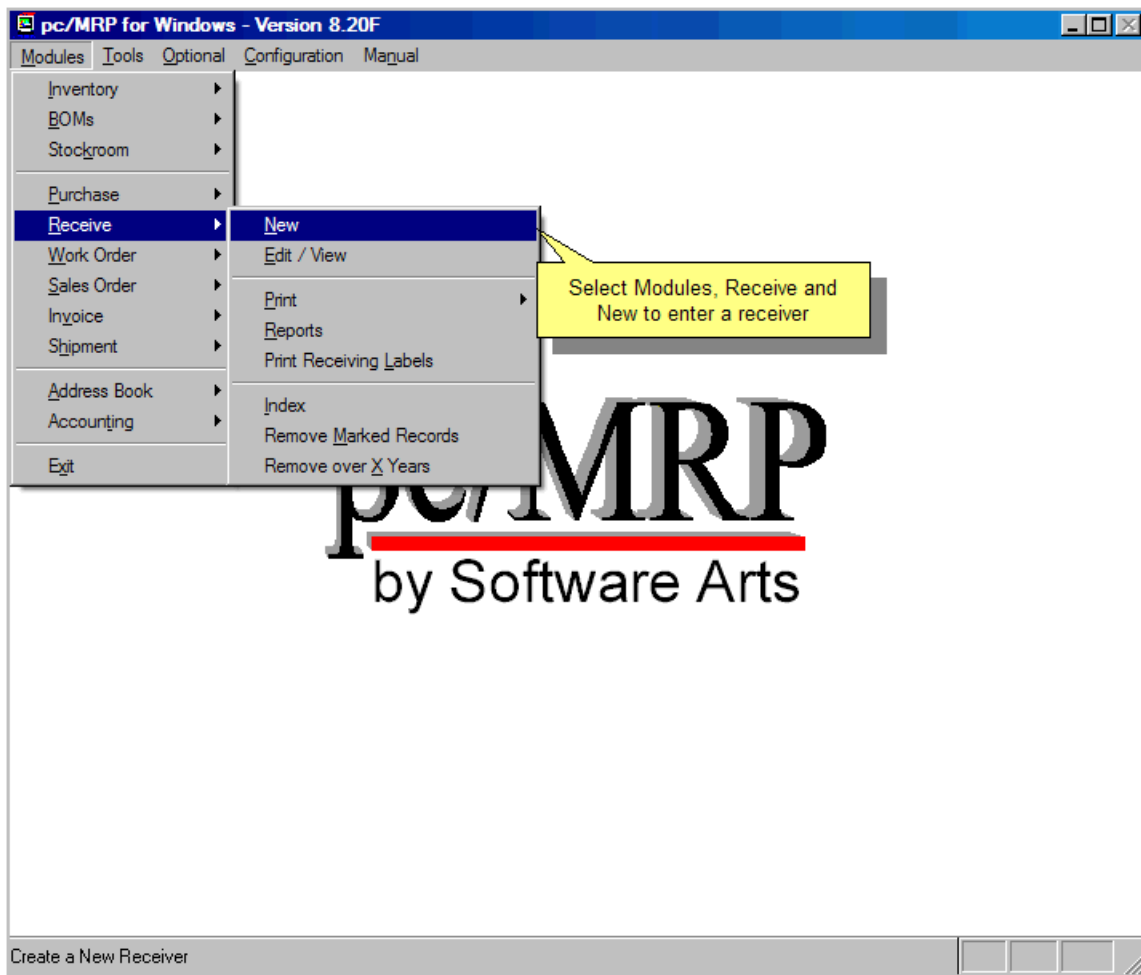 pc/MRP for Windows - Version 8.20F
Modules Tools Optional Configuration Manual
Inventory
BOMs
Stockroom
Purchase
Receive
Work Order
Sales Order
Invoice
Shipment
Address Book
Accounting
Exit
New
Edit / View
Print
Reports
Print Receiving Labels
Index
Remove Marked Records
Remove over X Years
Select Modules, Receive and
New to enter a receiver
pc/MRP
by Software Arts
Create a New Receiver